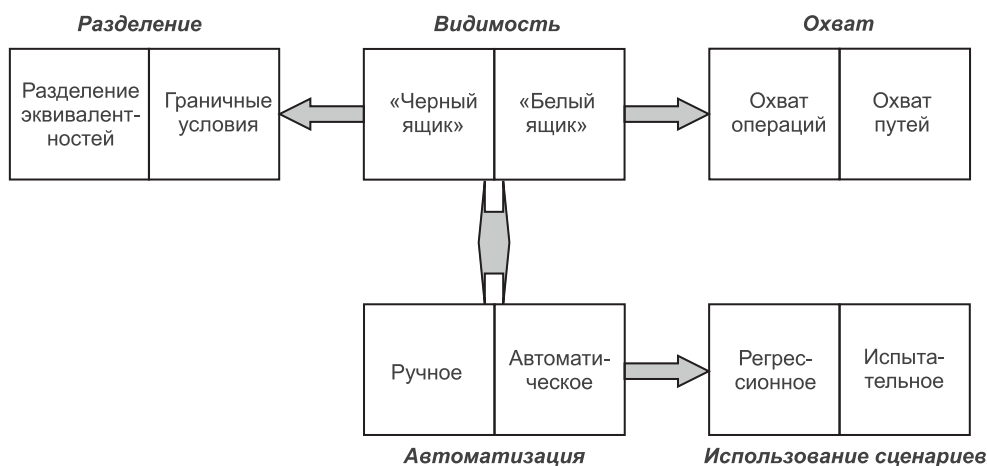 Разделение
Видимость
Охват
Разделение
эквивалент-
ностей
Граничные
условия
«Черный
ящик»
«Белый
ящик»
Охват
операций
Охват
путей
Ручное
Автомати-
ческое
Регрес-
сионное
Испыта-
тельное
Автоматизация
Использование сценариев